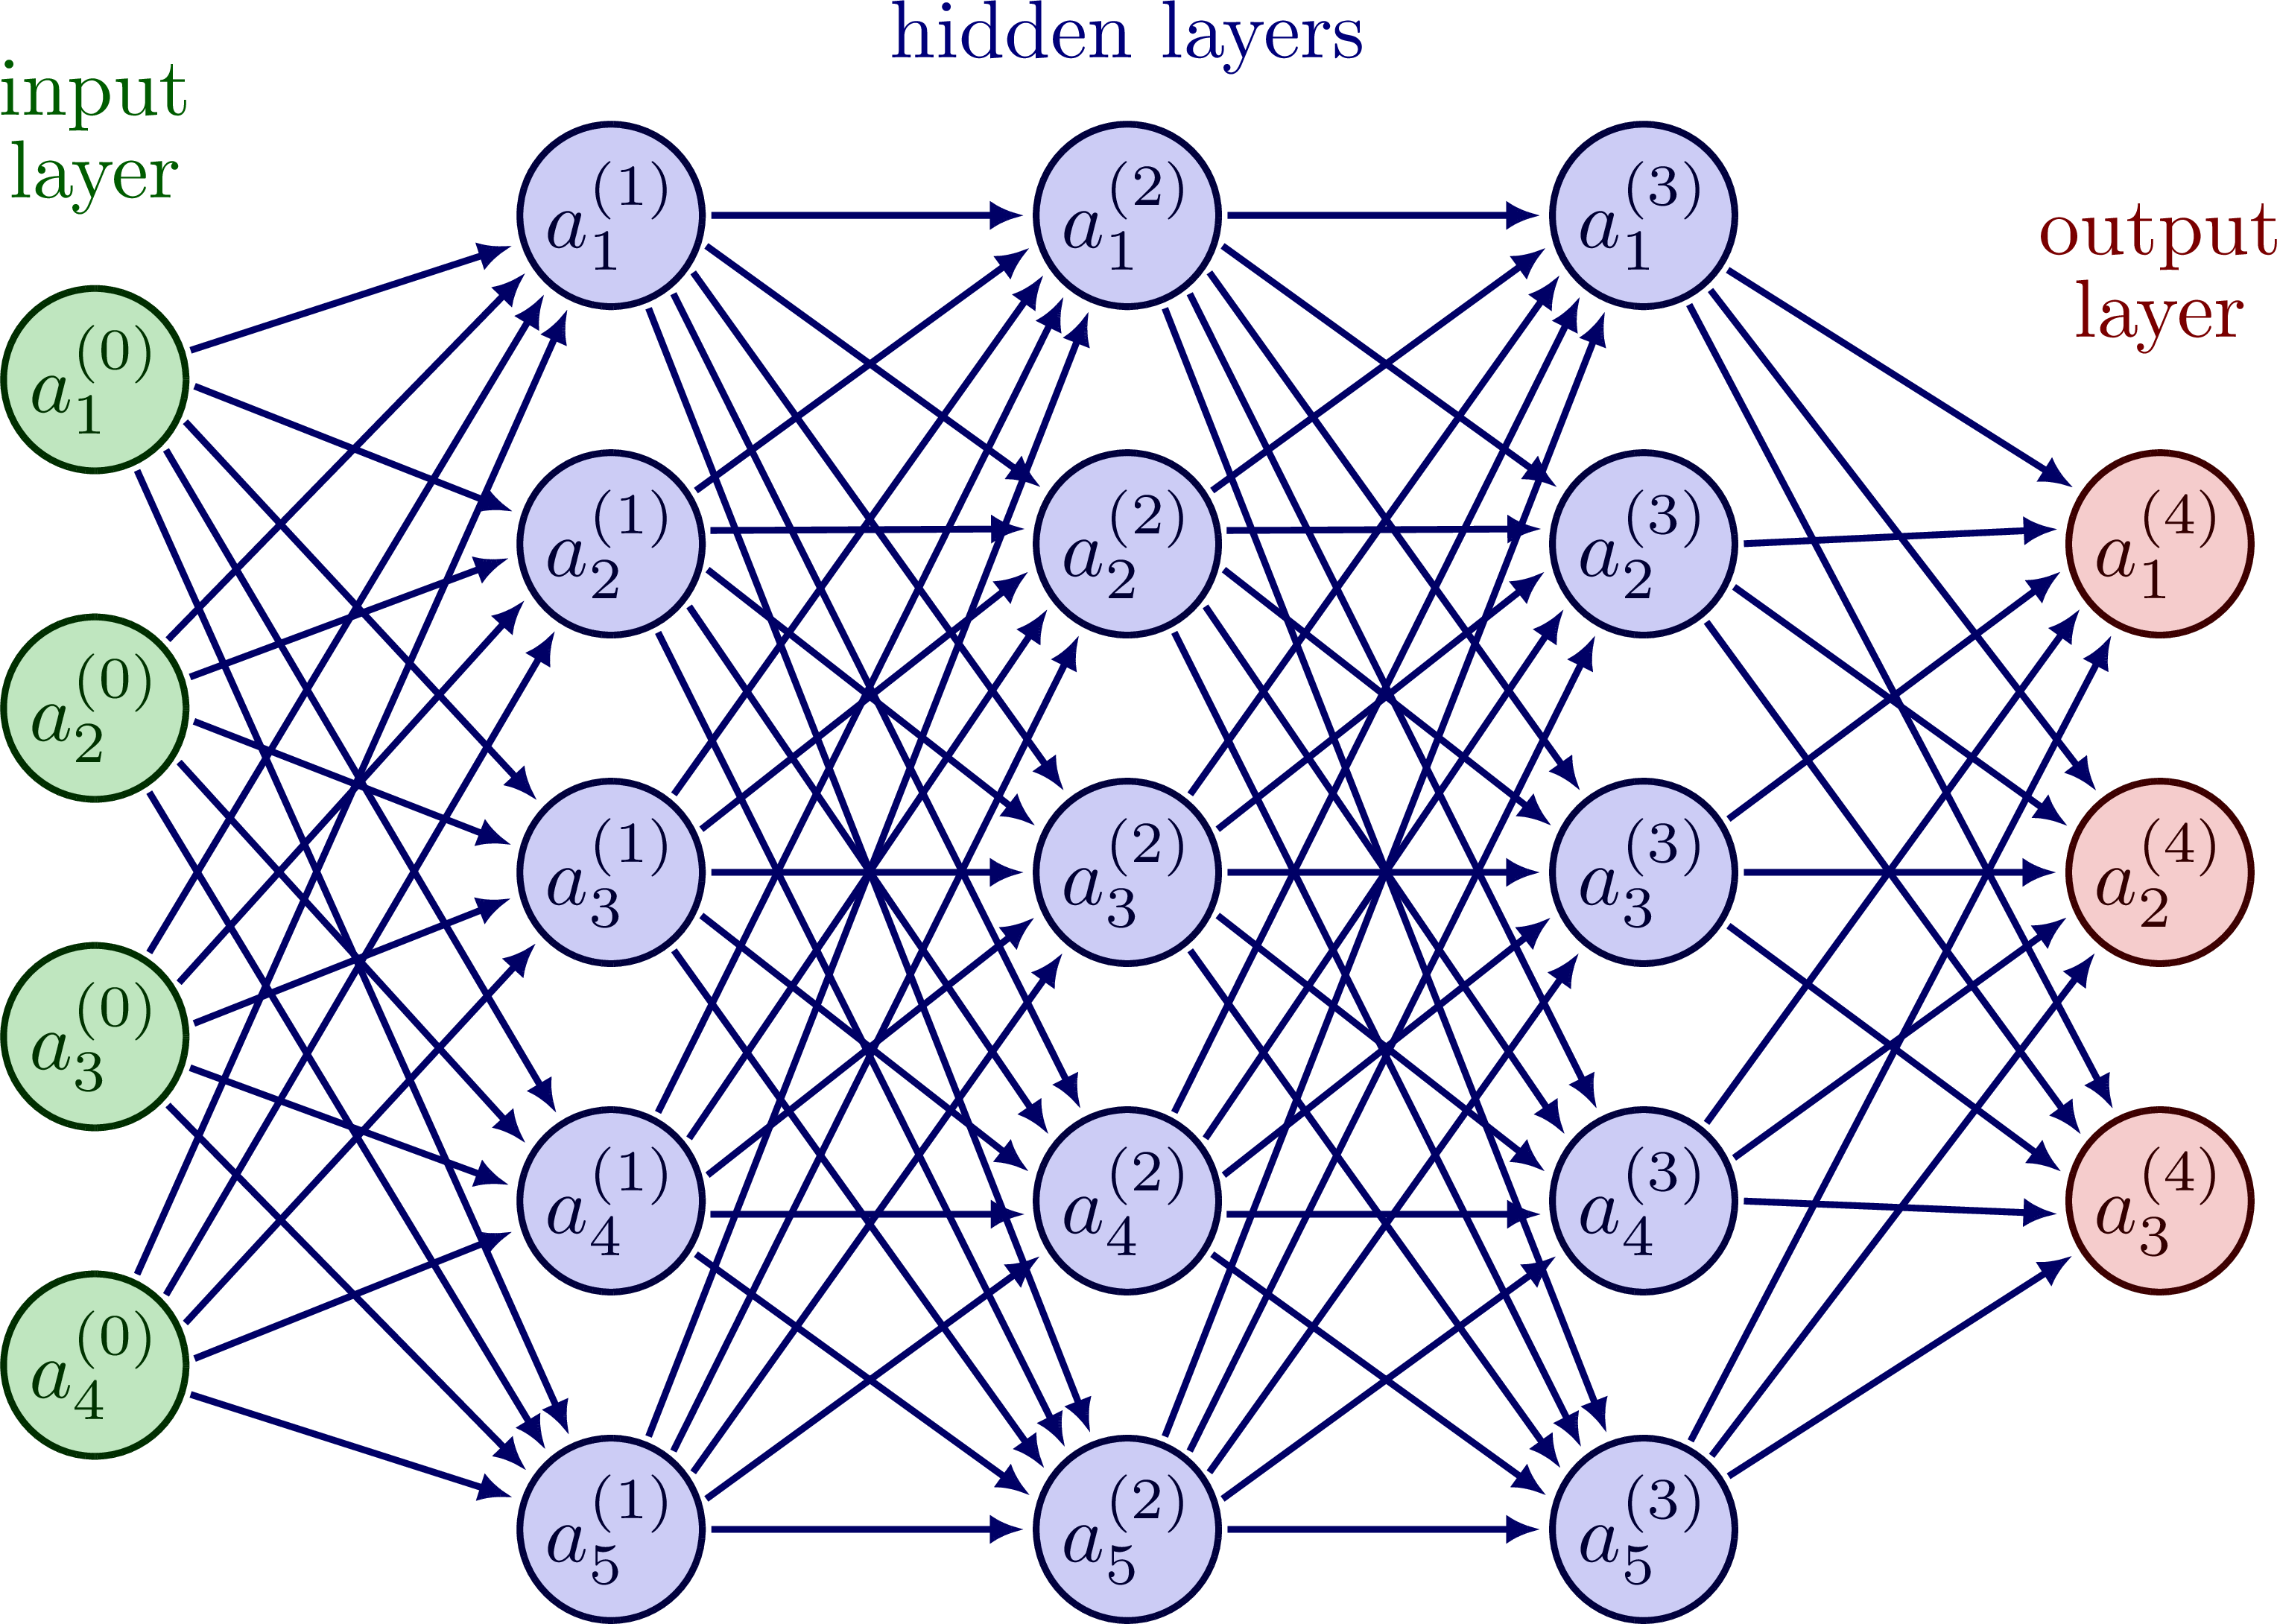 hidden layers
input
layer
output
layer
a_1^{(0)}
a_2^{(0)}
a_3^{(0)}
a_4^{(0)}
a_1^{(1)}
a_2^{(1)}
a_3^{(1)}
a_4^{(1)}
a_5^{(1)}
a_1^{(2)}
a_2^{(2)}
a_3^{(2)}
a_4^{(2)}
a_5^{(2)}
a_1^{(3)}
a_2^{(3)}
a_3^{(3)}
a_4^{(3)}
a_5^{(3)}
a_1^{(4)}
a_2^{(4)}
a_3^{(4)}